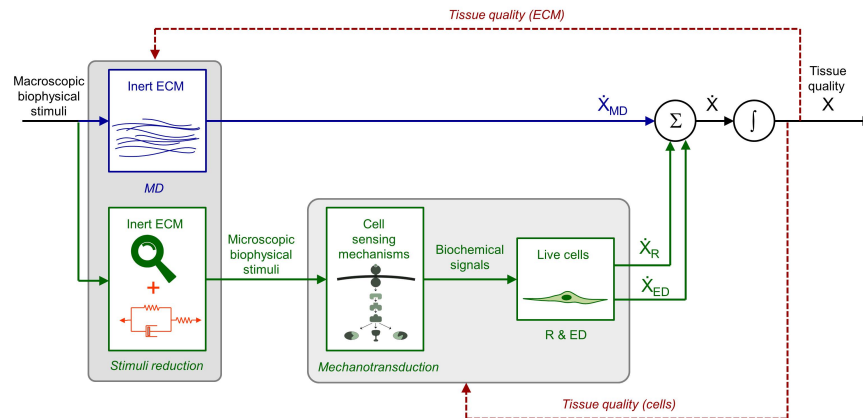 Tissue quality (ECM)
Macroscopic
biophysical
stimuli
Inert ECM
MD
Ẋ_MD
Σ
Ẋ
∫
Tissue
quality
X
Inert ECM
+
Stimuli reduction
Microscopic
biophysical
stimuli
Cell
sensing
mechanisms
Mechanotransduction
Biochemical
signals
Live cells
R & ED
Ẋ_R
Ẋ_ED
Tissue quality (cells)